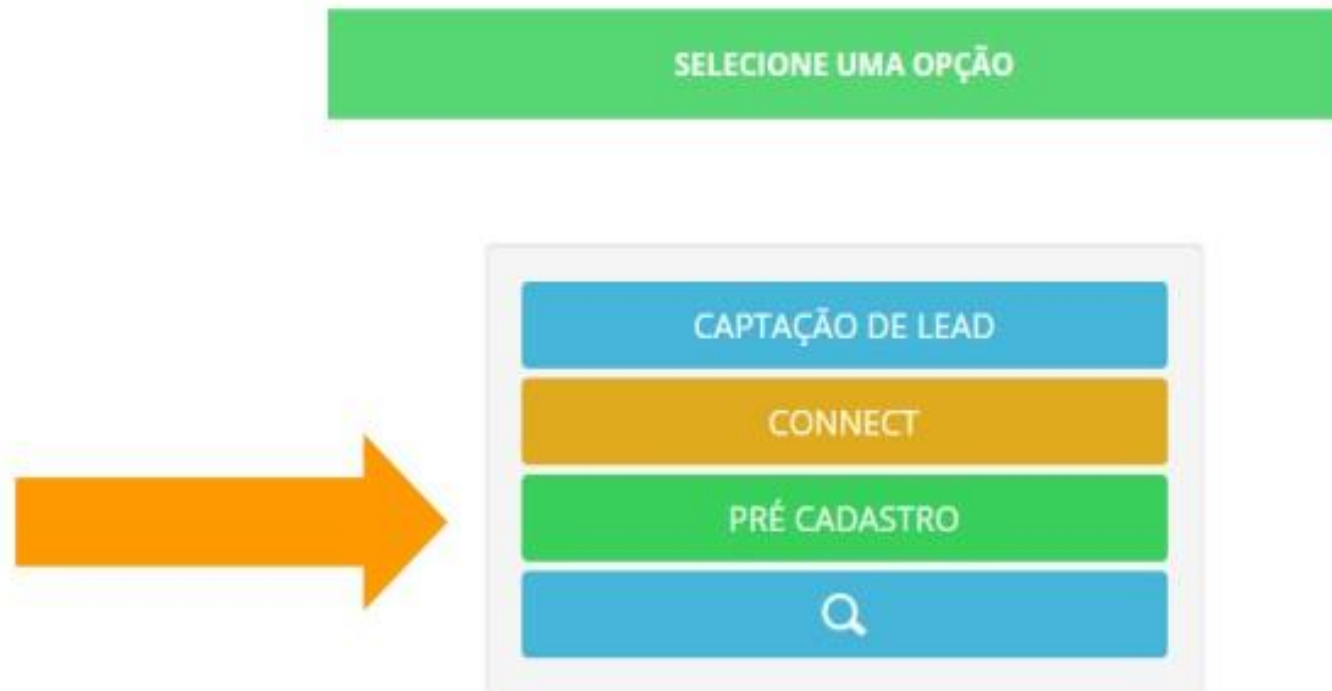 SELECIONE UMA OPÇÃO
CAPTAÇÃO DE LEAD
CONNECT
PRÉ CADASTRO